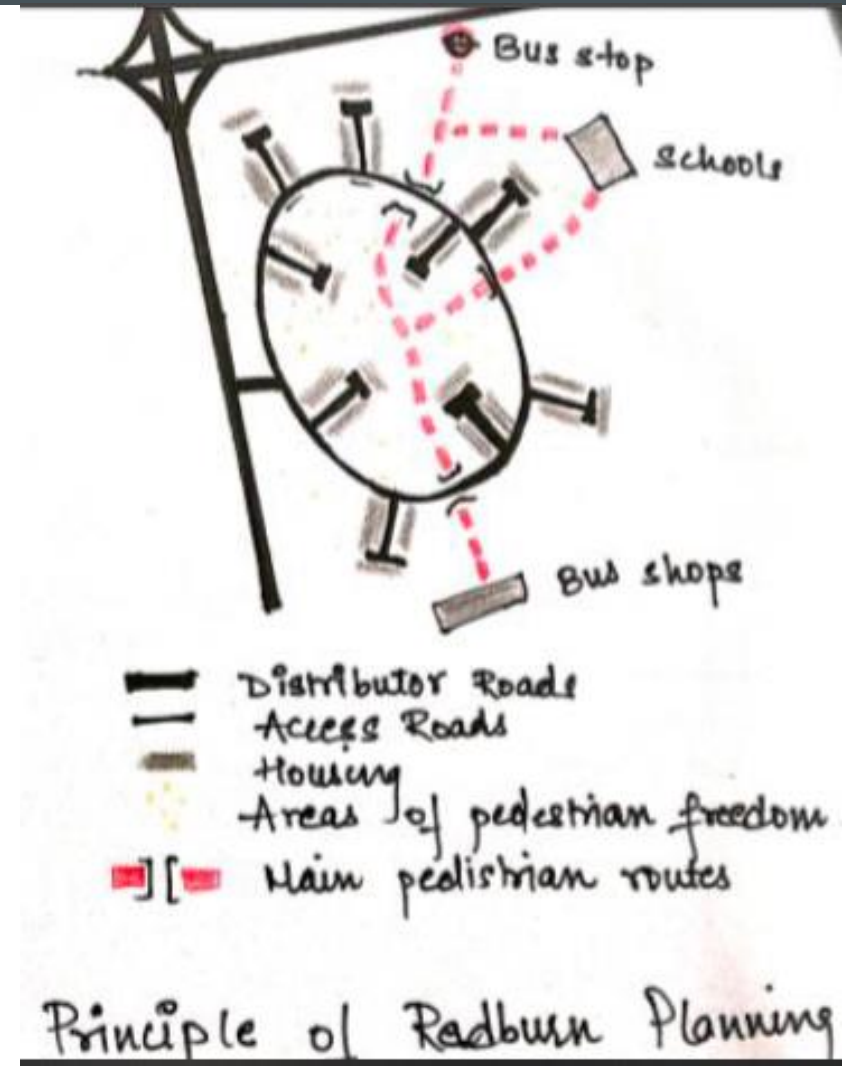 Bus stop
schools
Bus shops
Distributor Roads
Access Roads
Housing
Areas of pedestrian freedom
Main pedistrian routes
Principle of Radburn Planning